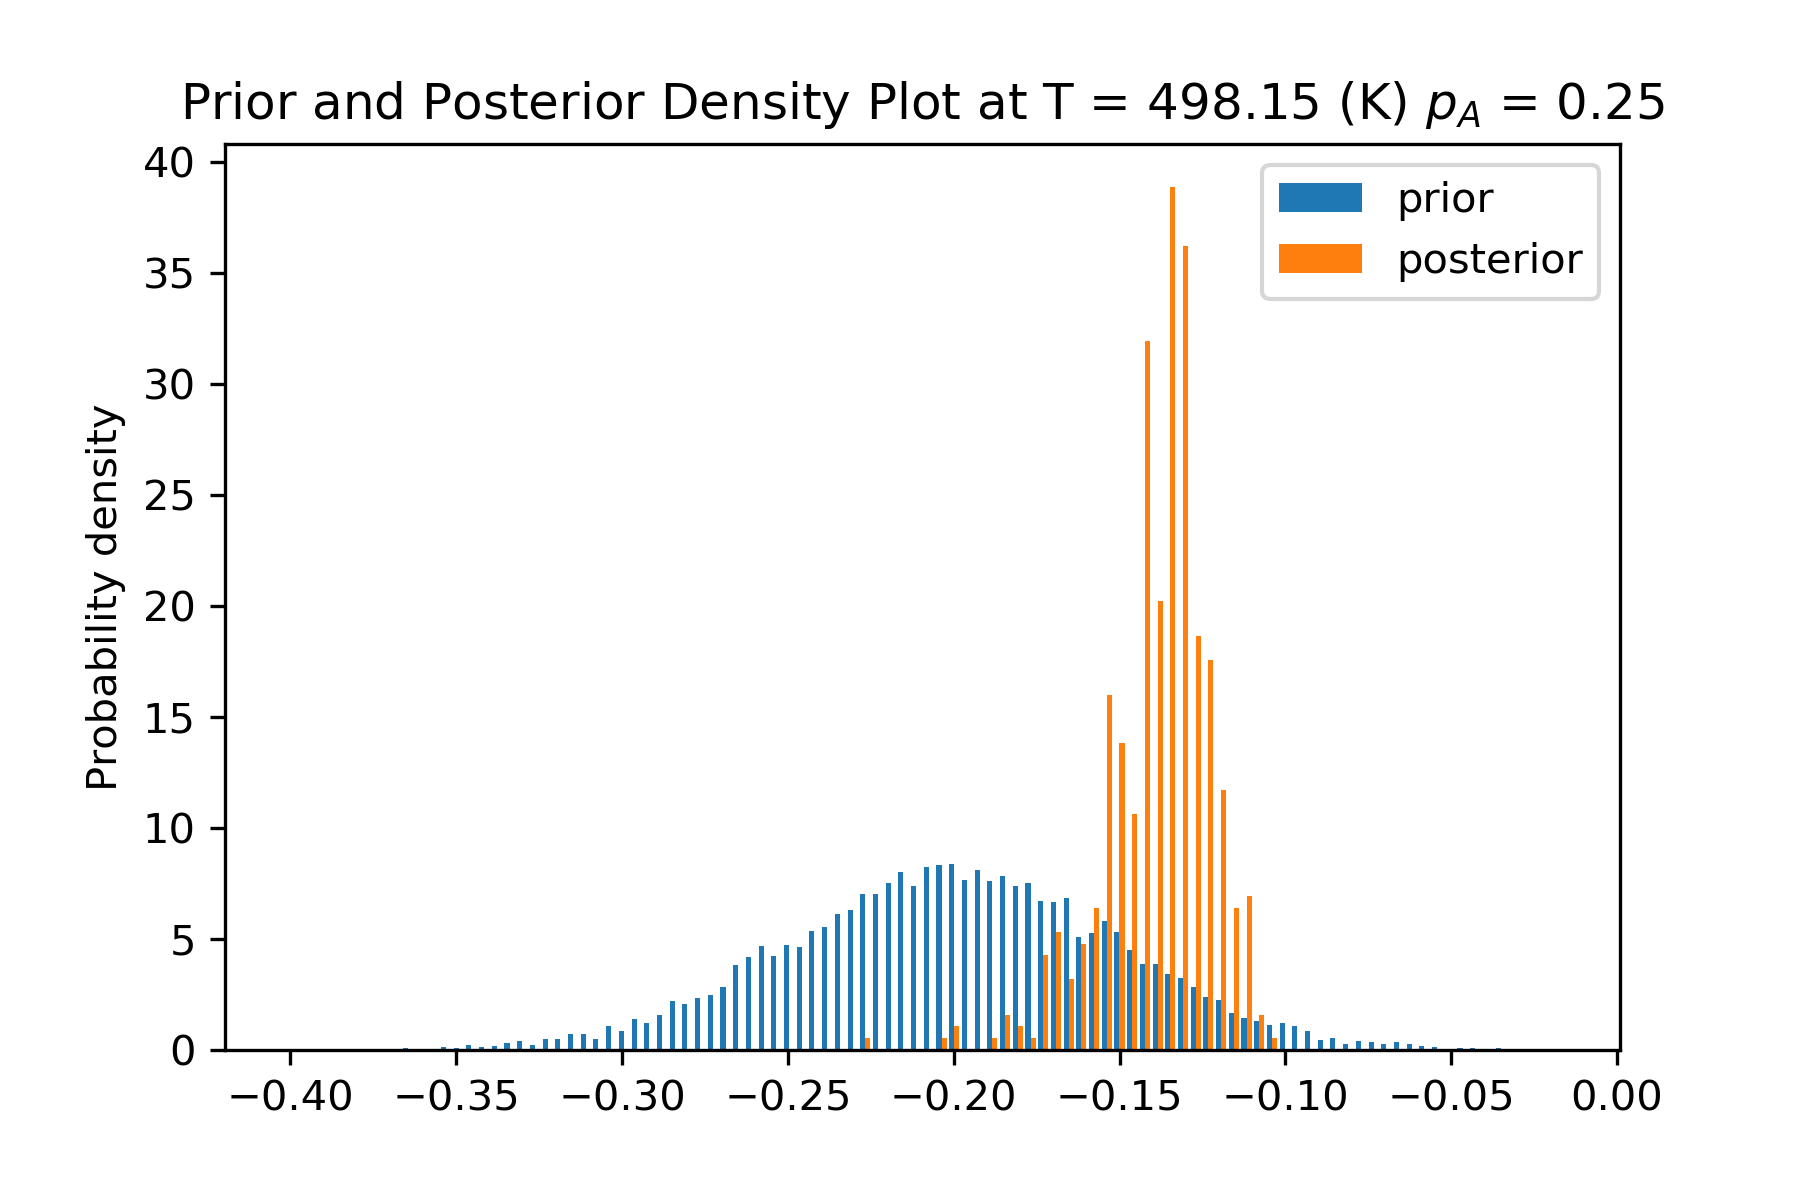 Prior and Posterior Density Plot at T = 498.15 (K) p_A = 0.25
prior
posterior
Probability density
40
35
30
25
20
15
10
5
0
−0.40 −0.35 −0.30 −0.25 −0.20 −0.15 −0.10 −0.05 0.00